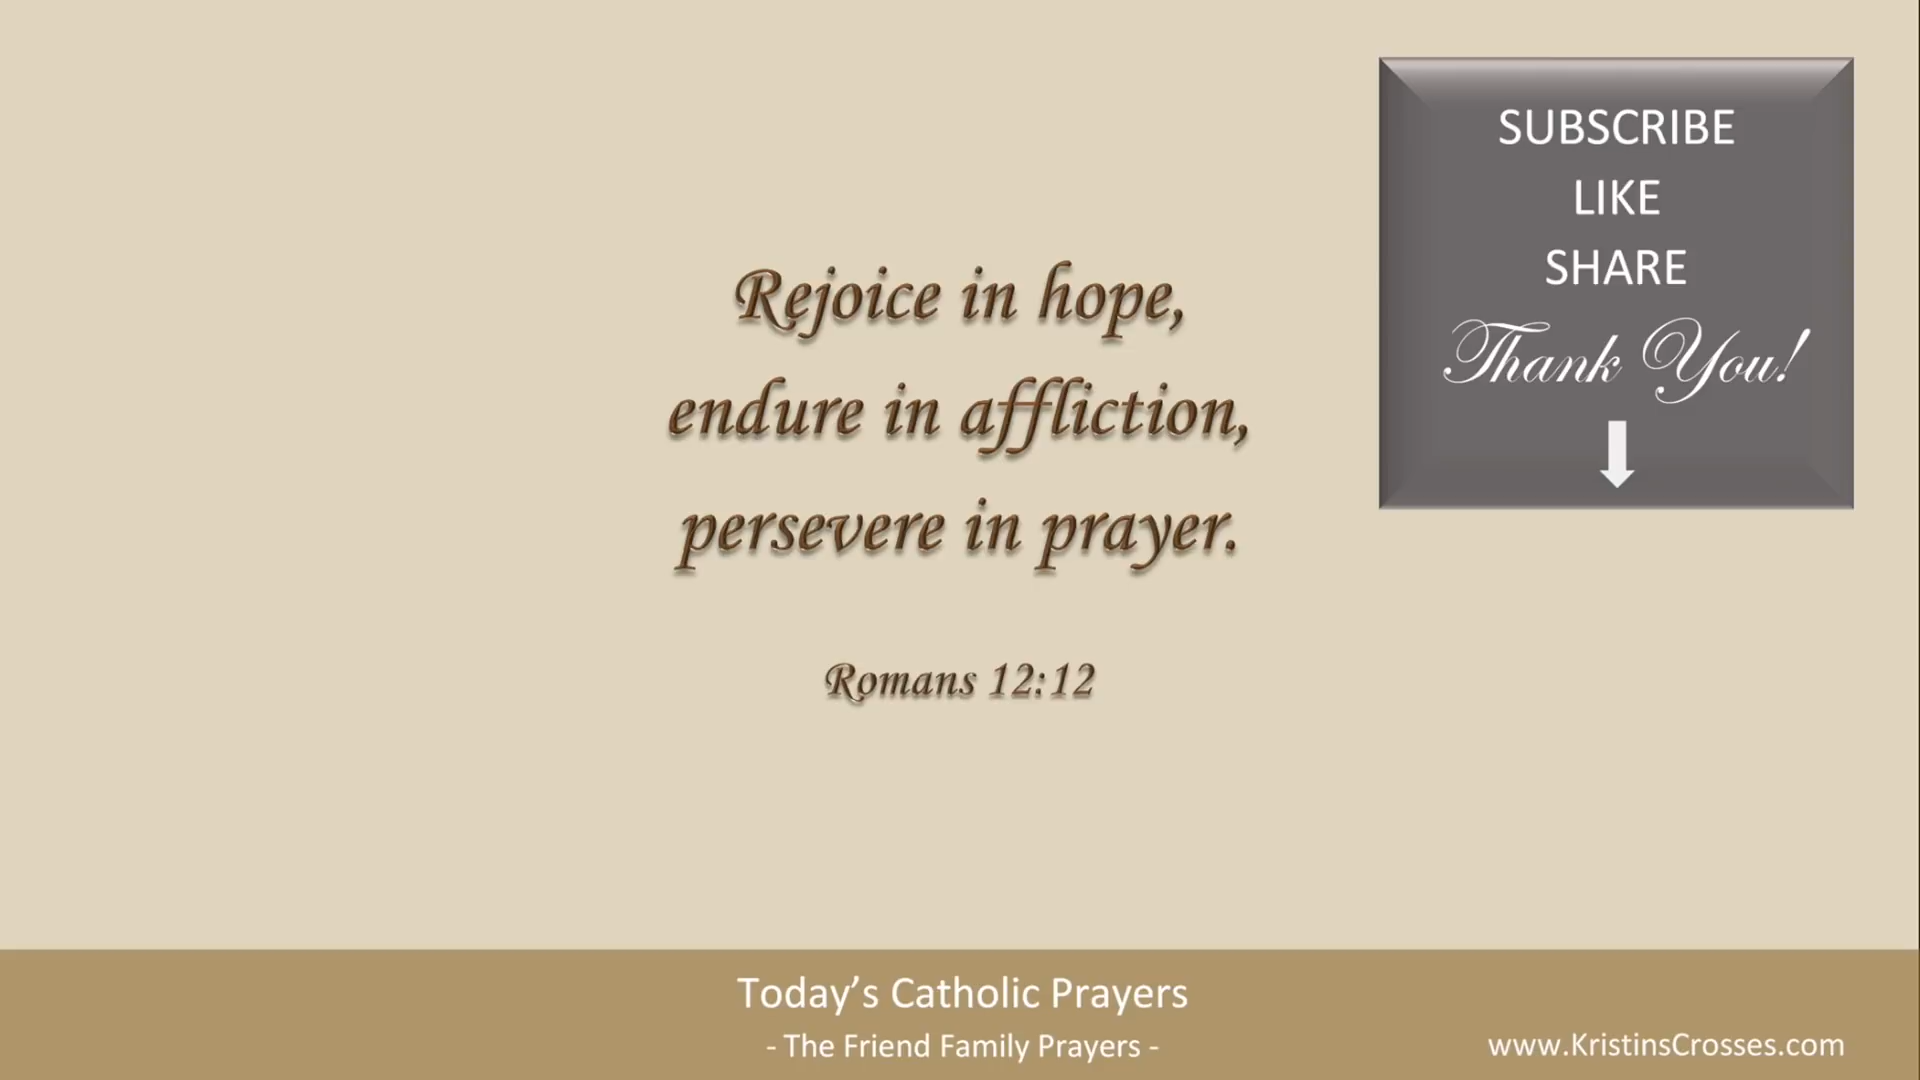 Rejoice in hope,
endure in affliction,
persevere in prayer.
Romans 12:12
SUBSCRIBE
LIKE
SHARE
Thank You!
Today’s Catholic Prayers
- The Friend Family Prayers -
www.KristinsCrosses.com